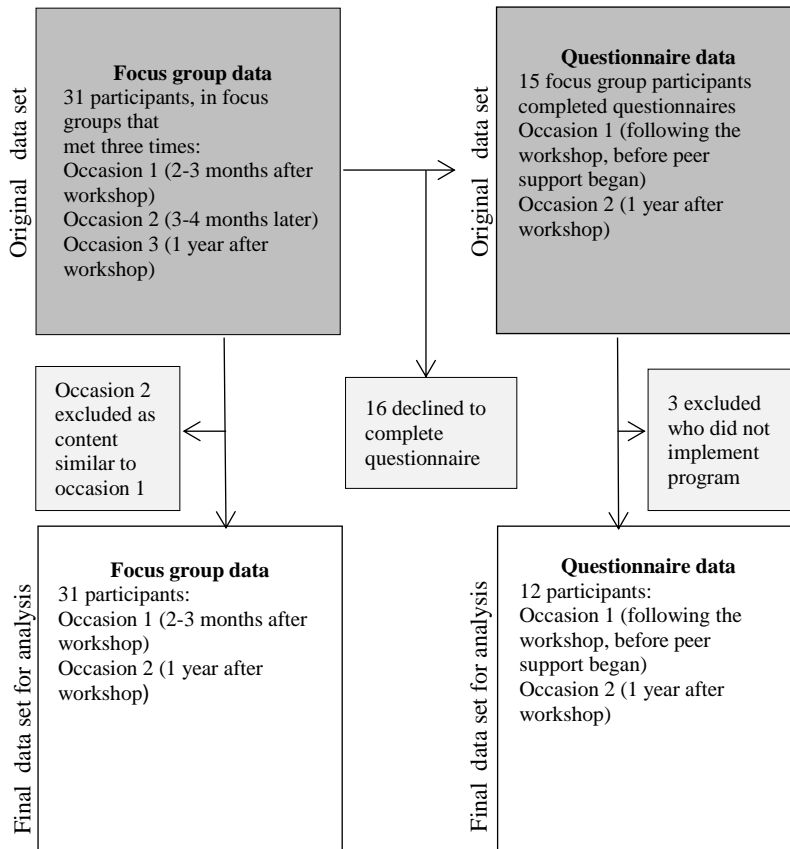 Original data set
Focus group data
31 participants, in focus
groups that
met three times:
Occasion 1 (2-3 months after
workshop)
Occasion 2 (3-4 months later)
Occasion 3 (1 year after
workshop)
Original data set
Questionnaire data
15 focus group participants
completed questionnaires
Occasion 1 (following the
workshop, before peer
support began)
Occasion 2 (1 year after
workshop)
Occasion 2
excluded as
content
similar to
occasion 1
16 declined to
complete
questionnaire
3 excluded
who did not
implement
program
Final data set for analysis
Focus group data
31 participants:
Occasion 1 (2-3 months after
workshop)
Occasion 2 (1 year after
workshop)
Final data set for analysis
Questionnaire data
12 participants:
Occasion 1 (following the
workshop, before peer
support began)
Occasion 2 (1 year after
workshop)